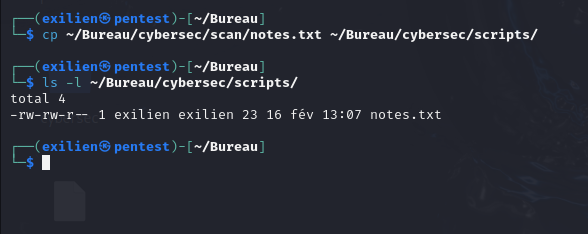 ┌──(exilien㉿pentest)-[~/Bureau]
└─$ cp ~/Bureau/cybersec/scan/notes.txt ~/Bureau/cybersec/scripts/
┌──(exilien㉿pentest)-[~/Bureau]
└─$ ls -l ~/Bureau/cybersec/scripts/
total 4
-rw-rw-r-- 1 exilien exilien 23 16 fév 13:07 notes.txt
┌──(exilien㉿pentest)-[~/Bureau]
└─$